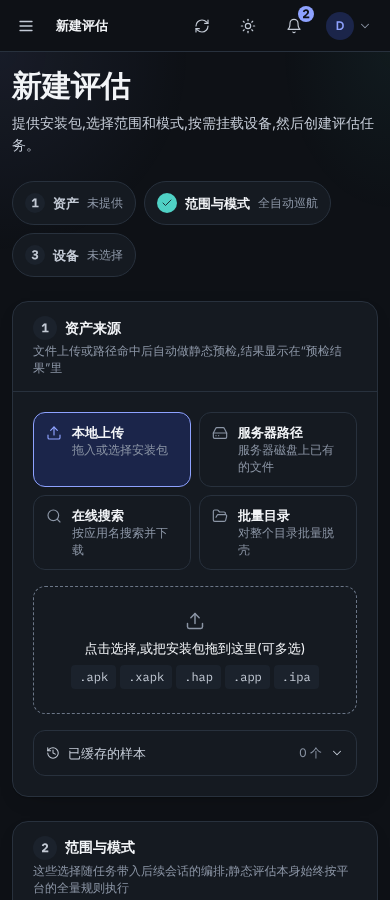 新建评估
2
D
新建评估
提供安装包,选择范围和模式,按需挂载设备,然后创建评估任
务。
1 资产 未提供
范围与模式 全自动巡航
3 设备 未选择
1 资产来源
文件上传或路径命中后自动做静态预检,结果显示在“预检结
果”里
本地上传
拖入或选择安装包
服务器路径
服务器磁盘上已有
的文件
在线搜索
按应用名搜索并下
载
批量目录
对整个目录批量脱
壳
点击选择,或把安装包拖到这里(可多选)
.apk .xapk .hap .app .ipa
已缓存的样本 0 个
2 范围与模式
这些选择随任务带入后续会话的编排;静态评估本身始终按平
台的全量规则执行